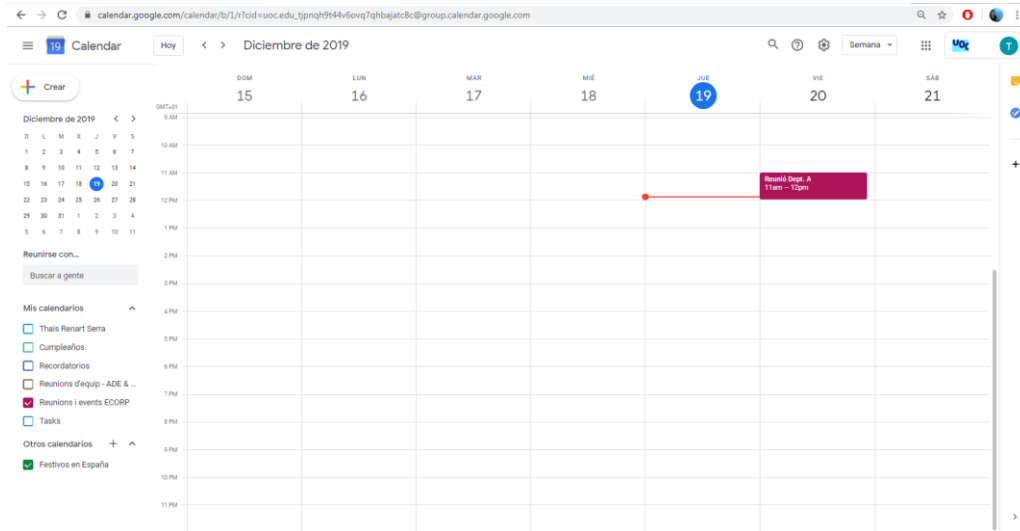 calendar.google.com/calendar/b/1/r?cid=uoc.edu_tjpnqh9t44v6ovq7qhbajatc8c@group.calendar.google.com
19 Calendar Hoy Diciembre de 2019 Semana UOC T
Crear
DOM LUN MAR MIÉ JUE VIE SÁB
15 16 17 18 19 20 21
GMT+01
Diciembre de 2019
D L M X J V S
1 2 3 4 5 6 7
8 9 10 11 12 13 14
15 16 17 18 19 20 21
22 23 24 25 26 27 28
29 30 31 1 2 3 4
5 6 7 8 9 10 11
Reunirse con...
Buscar a gente
Mis calendarios
Thais Renart Serra
Cumpleaños
Recordatorios
Reunions d'equip - ADE & ...
Reunions i events ECORP
Tasks
Otros calendarios
Festivos en España
9 AM
10 AM
11 AM
12 PM
1 PM
2 PM
3 PM
4 PM
5 PM
6 PM
7 PM
8 PM
9 PM
10 PM
11 PM
Reunió Dept. A
11am – 12pm